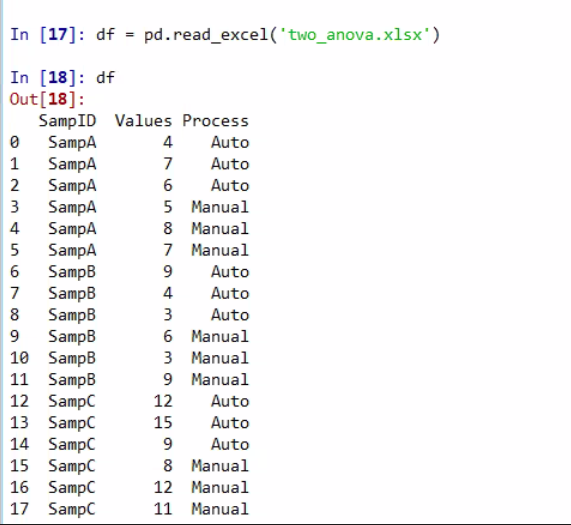 In [17]: df = pd.read_excel('two_anova.xlsx')
In [18]: df
Out[18]:
SampID Values Process
0 SampA 4 Auto
1 SampA 7 Auto
2 SampA 6 Auto
3 SampA 5 Manual
4 SampA 8 Manual
5 SampA 7 Manual
6 SampB 9 Auto
7 SampB 4 Auto
8 SampB 3 Auto
9 SampB 6 Manual
10 SampB 3 Manual
11 SampB 9 Manual
12 SampC 12 Auto
13 SampC 15 Auto
14 SampC 9 Auto
15 SampC 8 Manual
16 SampC 12 Manual
17 SampC 11 Manual